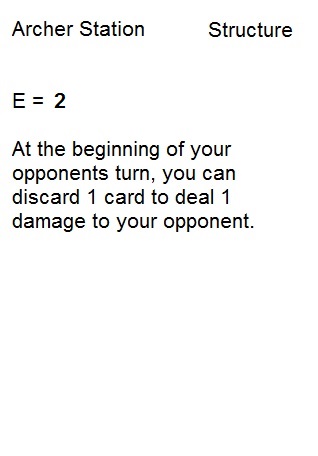 Archer Station Structure
E = 2
At the beginning of your
opponents turn, you can
discard 1 card to deal 1
damage to your opponent.